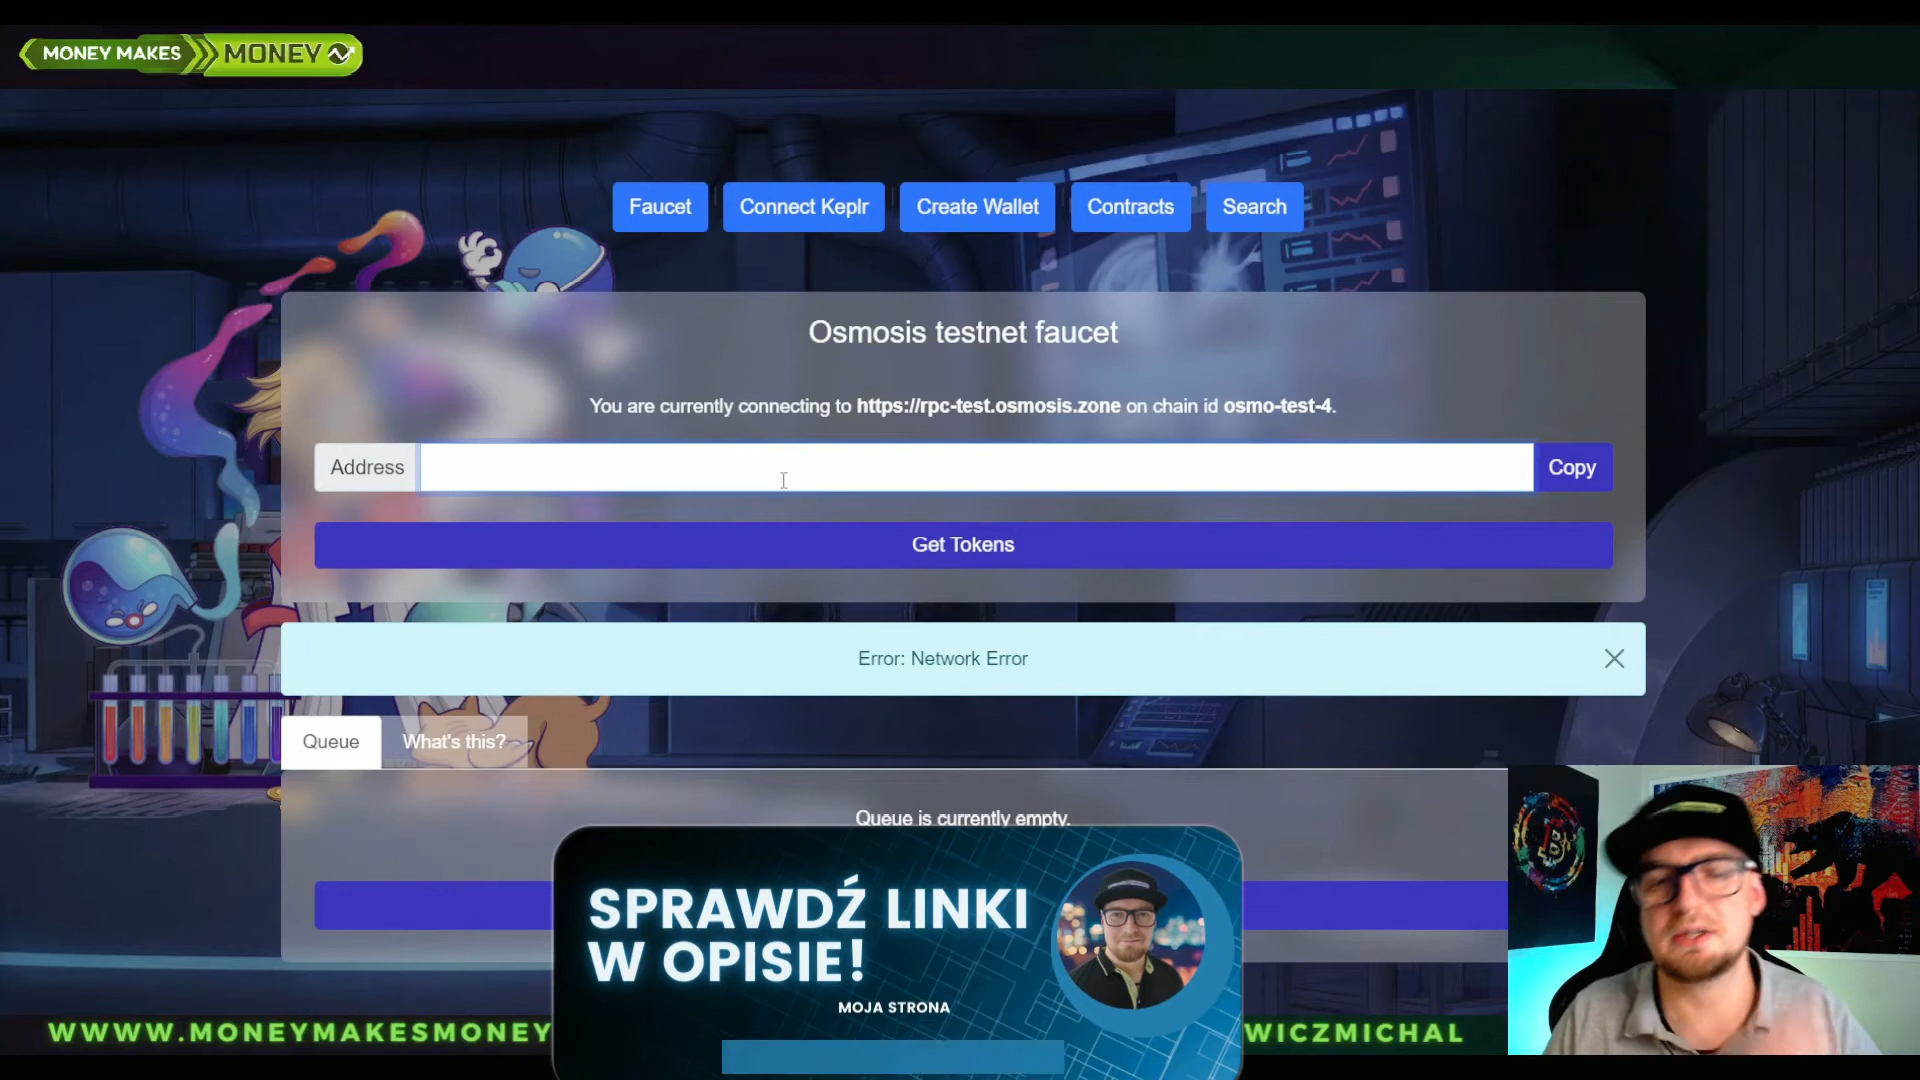 MONEY MAKES MONEY
Faucet
Connect Keplr
Create Wallet
Contracts
Search
Osmosis testnet faucet
You are currently connecting to https://rpc-test.osmosis.zone on chain id osmo-test-4.
Address
Copy
Get Tokens
Error: Network Error
Queue
What's this?
Queue is currently empty.
SPRAWDŹ LINKI
W OPISIE!
MOJA STRONA
WWWW.MONEYMAKESMONEY
WICZMICHAL